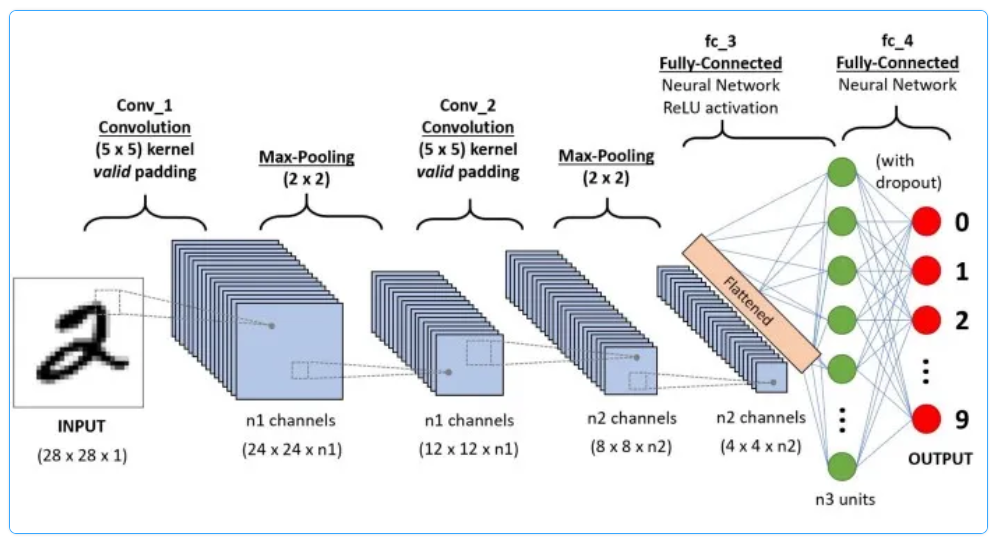 Conv_1
Convolution
(5 x 5) kernel
valid padding
Max-Pooling
(2 x 2)
Conv_2
Convolution
(5 x 5) kernel
valid padding
Max-Pooling
(2 x 2)
fc_3
Fully-Connected
Neural Network
ReLU activation
fc_4
Fully-Connected
Neural Network
(with
dropout)
2
Flattened
0
1
2
9
INPUT
(28 x 28 x 1)
n1 channels
(24 x 24 x n1)
n1 channels
(12 x 12 x n1)
n2 channels
(8 x 8 x n2)
n2 channels
(4 x 4 x n2)
n3 units
OUTPUT